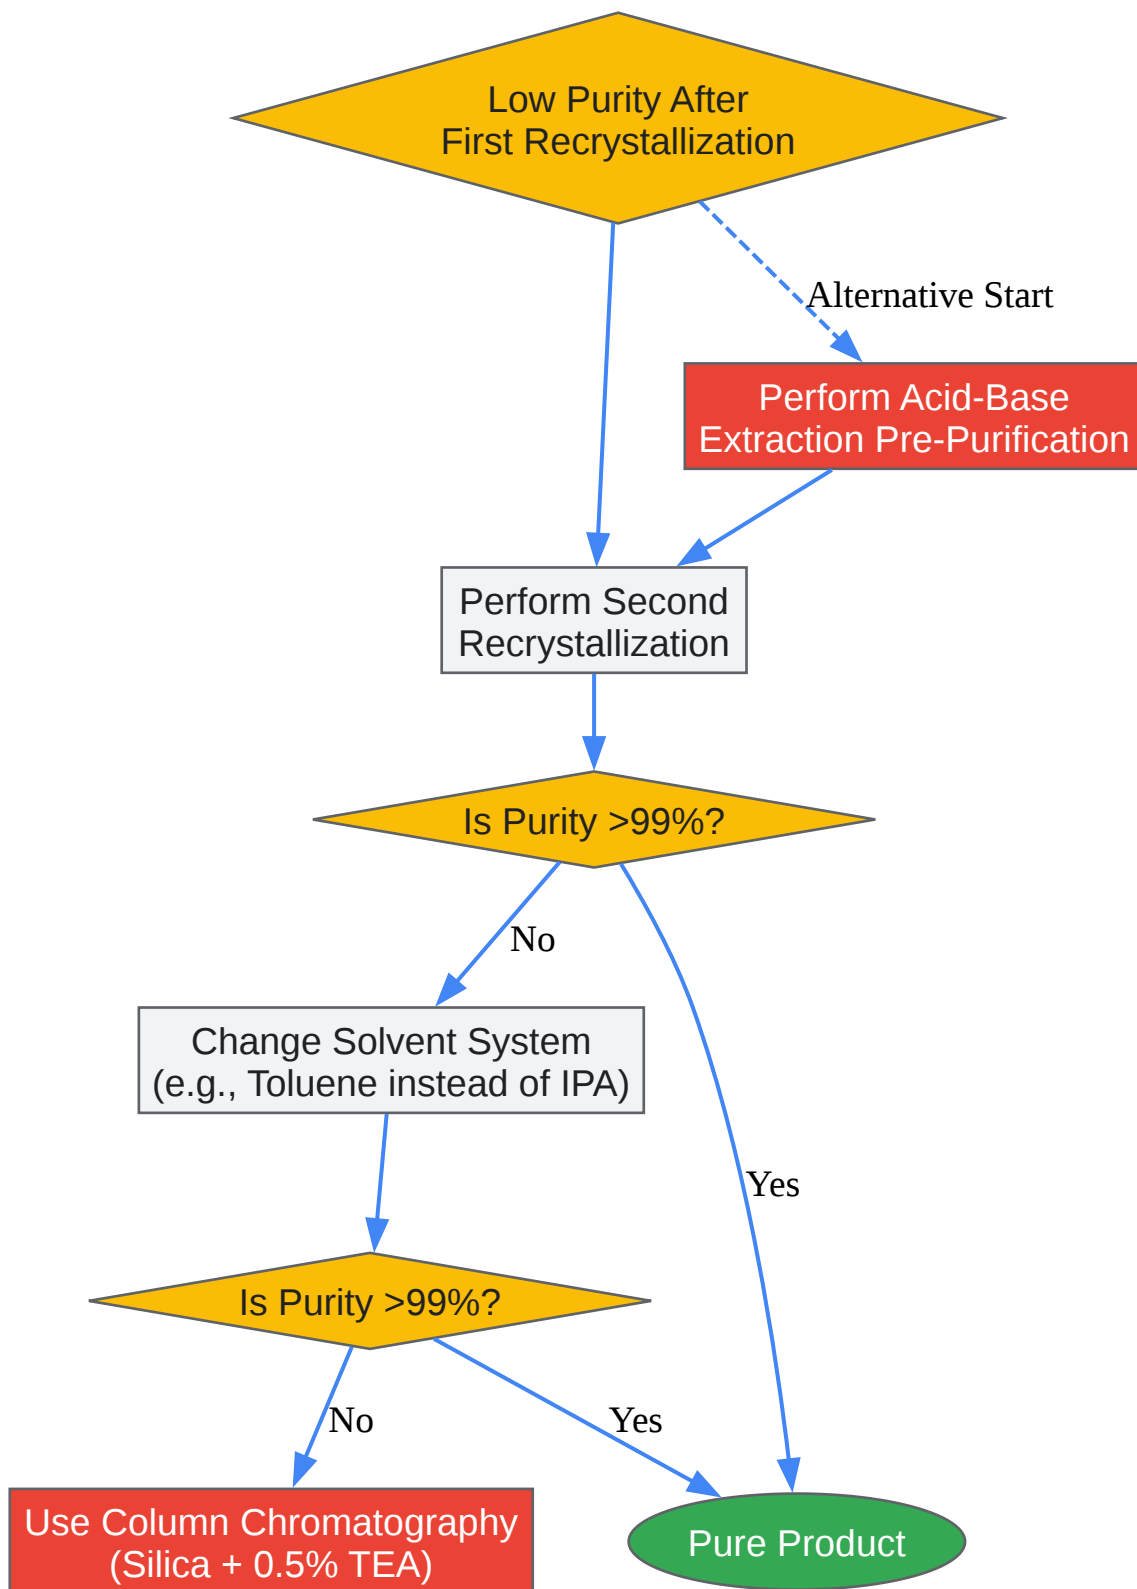 Low Purity After
First Recrystallization
Alternative Start
Perform Acid-Base
Extraction Pre-Purification
Perform Second
Recrystallization
Is Purity >99%?
No
Change Solvent System
(e.g., Toluene instead of IPA)
Yes
Is Purity >99%?
No
Yes
Use Column Chromatography
(Silica + 0.5% TEA)
Pure Product